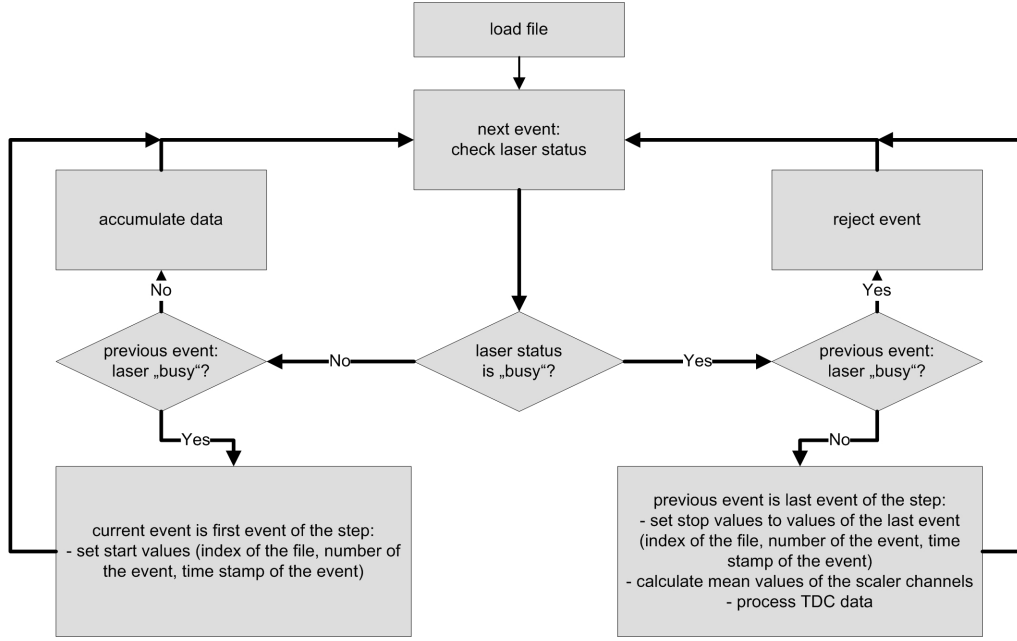 load file
next event:
check laser status
accumulate data
reject event
No
Yes
previous event:
laser „busy“?
No
laser status
is „busy“?
Yes
previous event:
laser „busy“?
Yes
No
current event is first event of the step:
- set start values (index of the file, number of
the event, time stamp of the event)
previous event is last event of the step:
- set stop values to values of the last event
(index of the file, number of the event, time
stamp of the event)
- calculate mean values of the scaler channels
- process TDC data